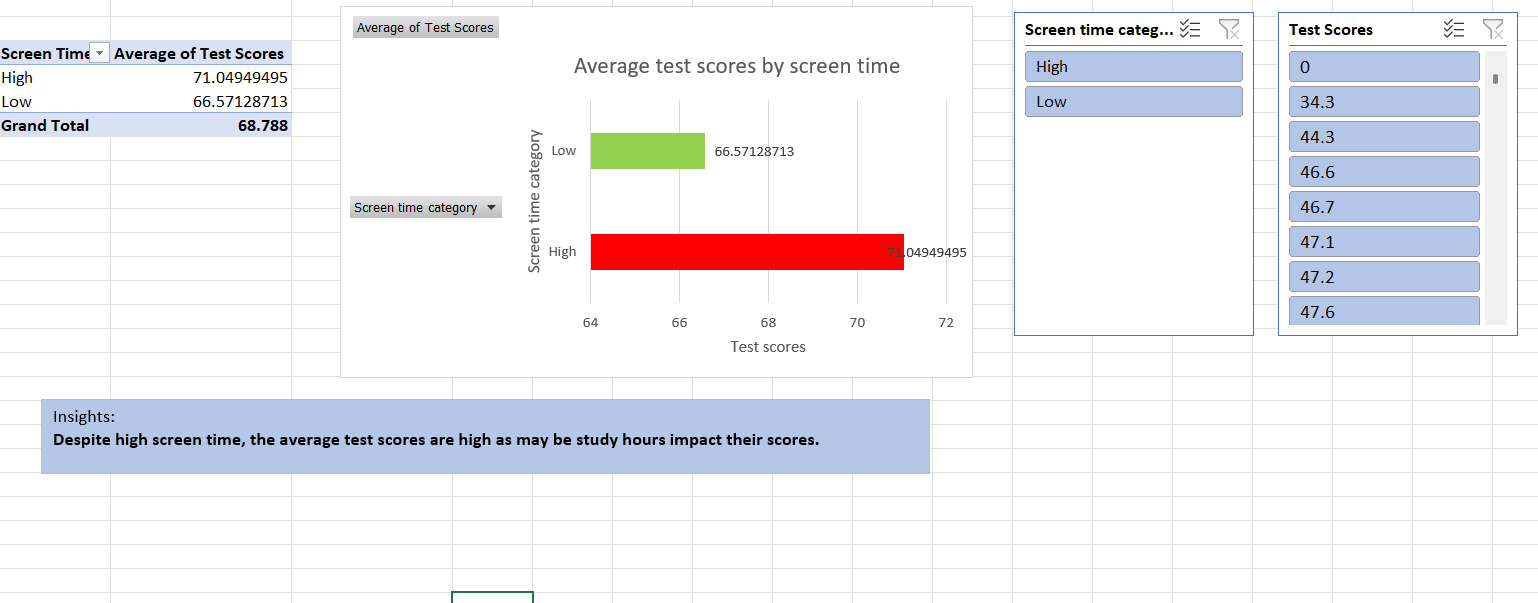 Screen Time Average of Test Scores
High 71.04949495
Low 66.57128713
Grand Total 68.788
Average of Test Scores
Average test scores by screen time
Screen time category
Screen time category
Low 66.57128713
High 71.04949495
64 66 68 70 72
Test scores
Screen time categ...
High
Low
Test Scores
0
34.3
44.3
46.6
46.7
47.1
47.2
47.6
Insights:
Despite high screen time, the average test scores are high as may be study hours impact their scores.